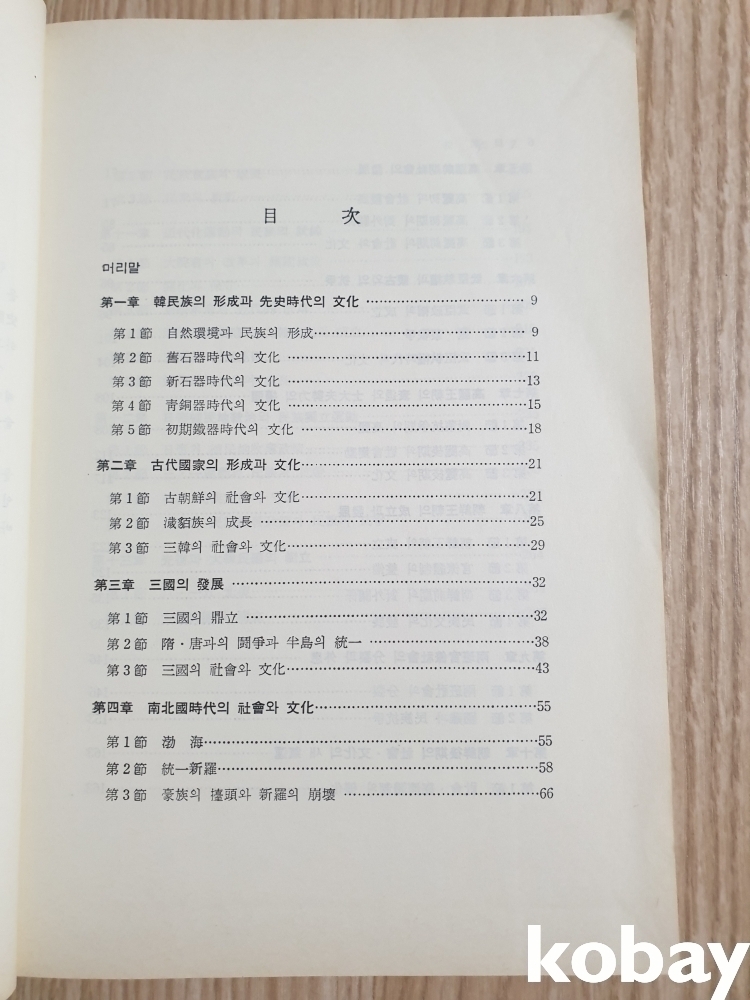 目 次
머리말
第一章 韓民族의 形成과 先史時代의 文化 ………………………… 9
第1節 自然環境과 民族의 形成………………………………… 9
第2節 舊石器時代의 文化 ……………………………………11
第3節 新石器時代의 文化 ……………………………………13
第4節 靑銅器時代의 文化 ……………………………………15
第5節 初期鐵器時代의 文化 …………………………………18
第二章 古代國家의 形成과 文化……………………………………21
第1節 古朝鮮의 社會와 文化…………………………………21
第2節 濊貊族의 成長 …………………………………………25
第3節 三韓의 社會와 文化……………………………………29
第三章 三國의 發展 …………………………………………………32
第1節 三國의 鼎立 ……………………………………………32
第2節 隋·唐과의 鬪爭과 半島의 統一 ………………………38
第3節 三國의 社會와 文化……………………………………43
第四章 南北國時代의 社會와 文化…………………………………55
第1節 渤 海……………………………………………………55
第2節 統一新羅…………………………………………………58
第3節 豪族의 擡頭와 新羅의 崩壞 …………………………66
kobay